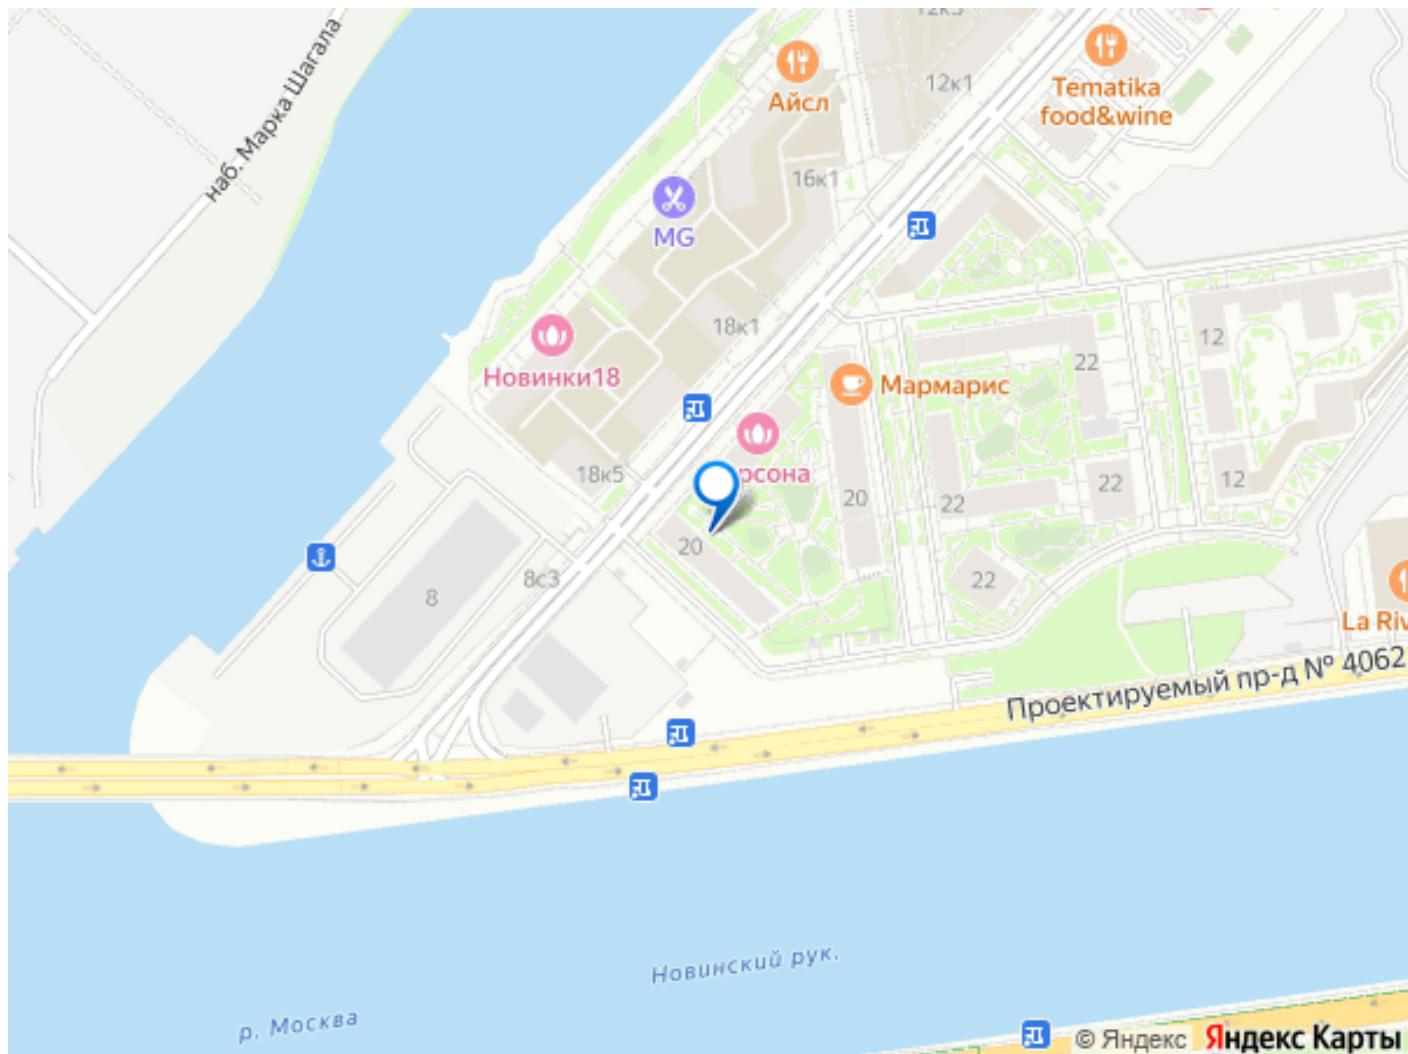 12к3
Айсл
12к1
Tematika
food&wine
наб. Марка Шагала
16к1
MG
18к1
12
Новинки18
22
Мармарис
18к5
20
22
22
12
20
8с3
8
22
La Riv
Проектируемый пр-д № 4062
Новинский рук.
р. Москва
© Яндекс
Яндекс Карты